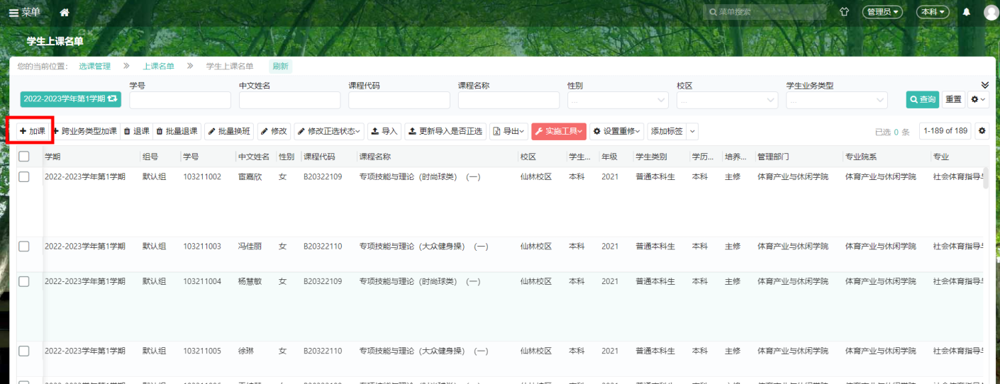 菜单 菜单搜索 管理员 本科
学生上课名单
您的当前位置： 选课管理 上课名单 学生上课名单 刷新
学号 中文姓名 课程代码 课程名称 性别 校区 学生业务类型
2022-2023学年第1学期 ... ... ... 查询 重置
加课 跨业务类型加课 退课 批量退课 批量换班 修改 修改正选状态 导入 更新导入是否正选 导出 实施工具 设置重修 添加标签 已选 0 条 1-189 of 189
学期 组号 学号 中文姓名 性别 课程代码 课程名称 校区 学生... 年级 学生类别 学历... 培养... 管理部门 专业院系 专业
2022-2023学年第1学期 默认组 103211002 嘉欣 女 B20322109 专项技能与理论（时尚球类）（一） 仙林校区 本科 2021 普通本科生 本科 主修 体育产业与休闲学院 体育产业与休闲学院 社会体育指导与
2022-2023学年第1学期 默认组 103211003 冯佳丽 女 B20322110 专项技能与理论（大众健身操）（一） 仙林校区 本科 2021 普通本科生 本科 主修 体育产业与休闲学院 体育产业与休闲学院 社会体育指导与
2022-2023学年第1学期 默认组 103211004 杨慧敏 女 B20322109 专项技能与理论（时尚球类）（一） 仙林校区 本科 2021 普通本科生 本科 主修 体育产业与休闲学院 体育产业与休闲学院 社会体育指导与
2022-2023学年第1学期 默认组 103211005 徐琳 女 B20322110 专项技能与理论（大众健身操）（一） 仙林校区 本科 2021 普通本科生 本科 主修 体育产业与休闲学院 体育产业与休闲学院 社会体育指导与